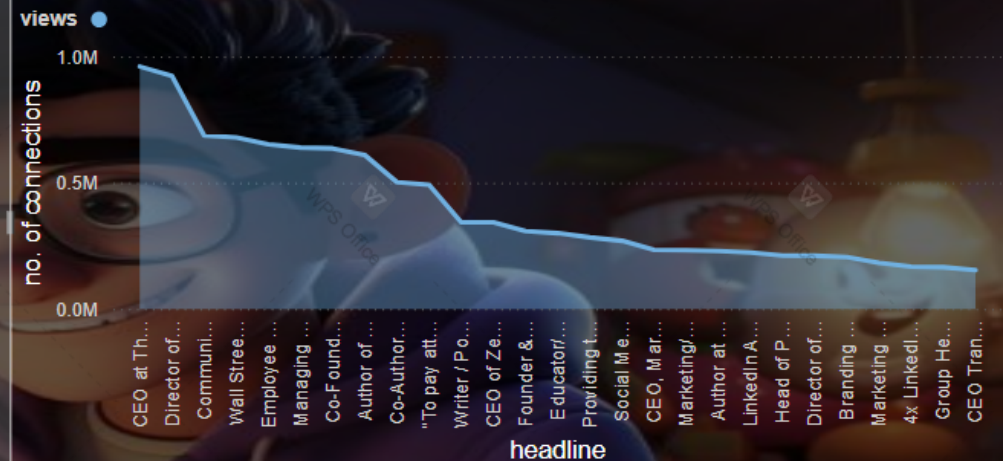 views
1.0M
0.5M
0.0M
no. of connections
WPS Office
WPS Office
CEO at Th...
Director of...
Communi...
Wall Stree...
Employee ...
Managing ...
Co-Found...
Author of ...
Co-Author...
"To pay att...
Writer / Po...
CEO of Ze...
Founder &...
Educator/...
Providing t...
Social Me...
CEO, Mar...
Marketing/ ...
Author at ...
LinkedIn A...
Head of P...
Director of...
Branding ...
Marketing ...
4x LinkedI...
Group He...
CEO Tran...
headline